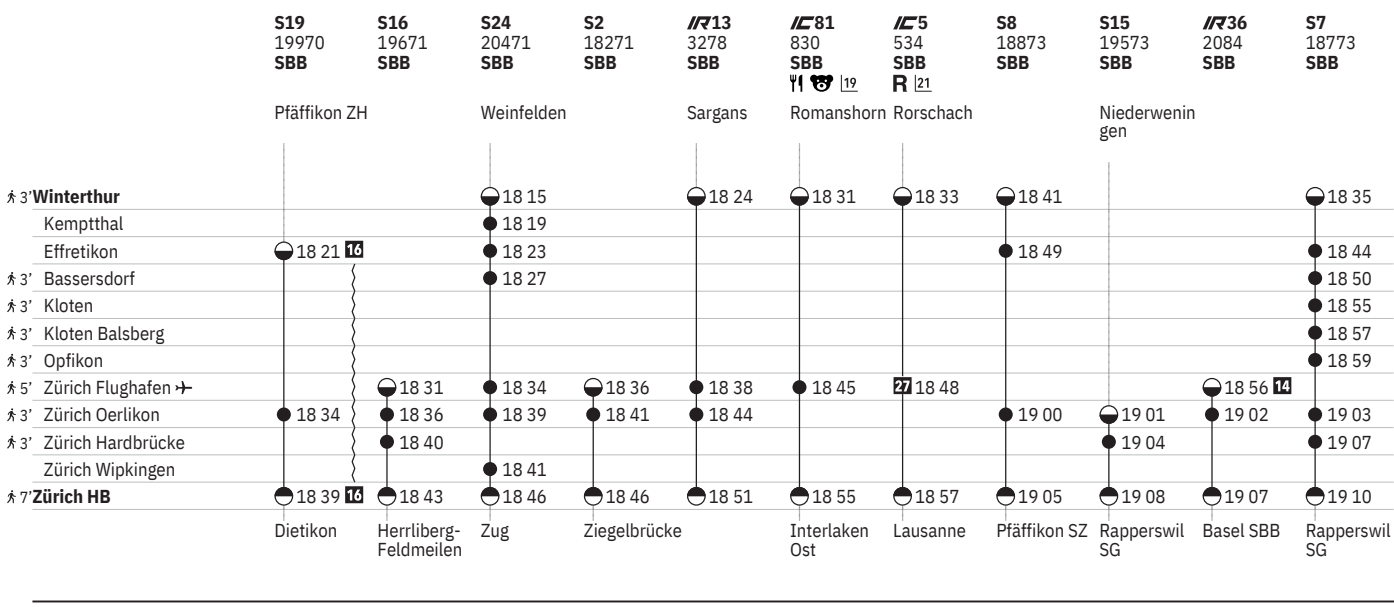 S19 S16 S24 S2 IR13 IC81 IC5 S8 S15 IR36 S7
19970 19671 20471 18271 3278 830 534 18873 19573 2084 18773
SBB SBB SBB SBB SBB SBB SBB SBB SBB SBB SBB
19 R 21
Pfäffikon ZH Weinfelden Sargans Romanshorn Rorschach Niederwenin
gen
3' Winterthur 18 15 18 24 18 31 18 33 18 41 18 35
Kemptthal 18 19
Effretikon 18 21 16 18 23 18 49 18 44
3' Bassersdorf 18 27 18 50
3' Kloten 18 55
3' Kloten Balsberg 18 57
3' Opfikon 18 59
5' Zürich Flughafen 18 31 18 34 18 36 18 38 18 45 27 18 48 18 56 14
3' Zürich Oerlikon 18 34 18 36 18 39 18 41 18 44 19 00 19 01 19 02 19 03
3' Zürich Hardbrücke 18 40 19 04 19 07
Zürich Wipkingen 18 41
7' Zürich HB 18 39 16 18 43 18 46 18 46 18 51 18 55 18 57 19 05 19 08 19 07 19 10
Dietikon Herrliberg- Zug Ziegelbrücke Interlaken Lausanne Pfäffikon SZ Rapperswil Basel SBB Rapperswil
Feldmeilen Ost SG SG